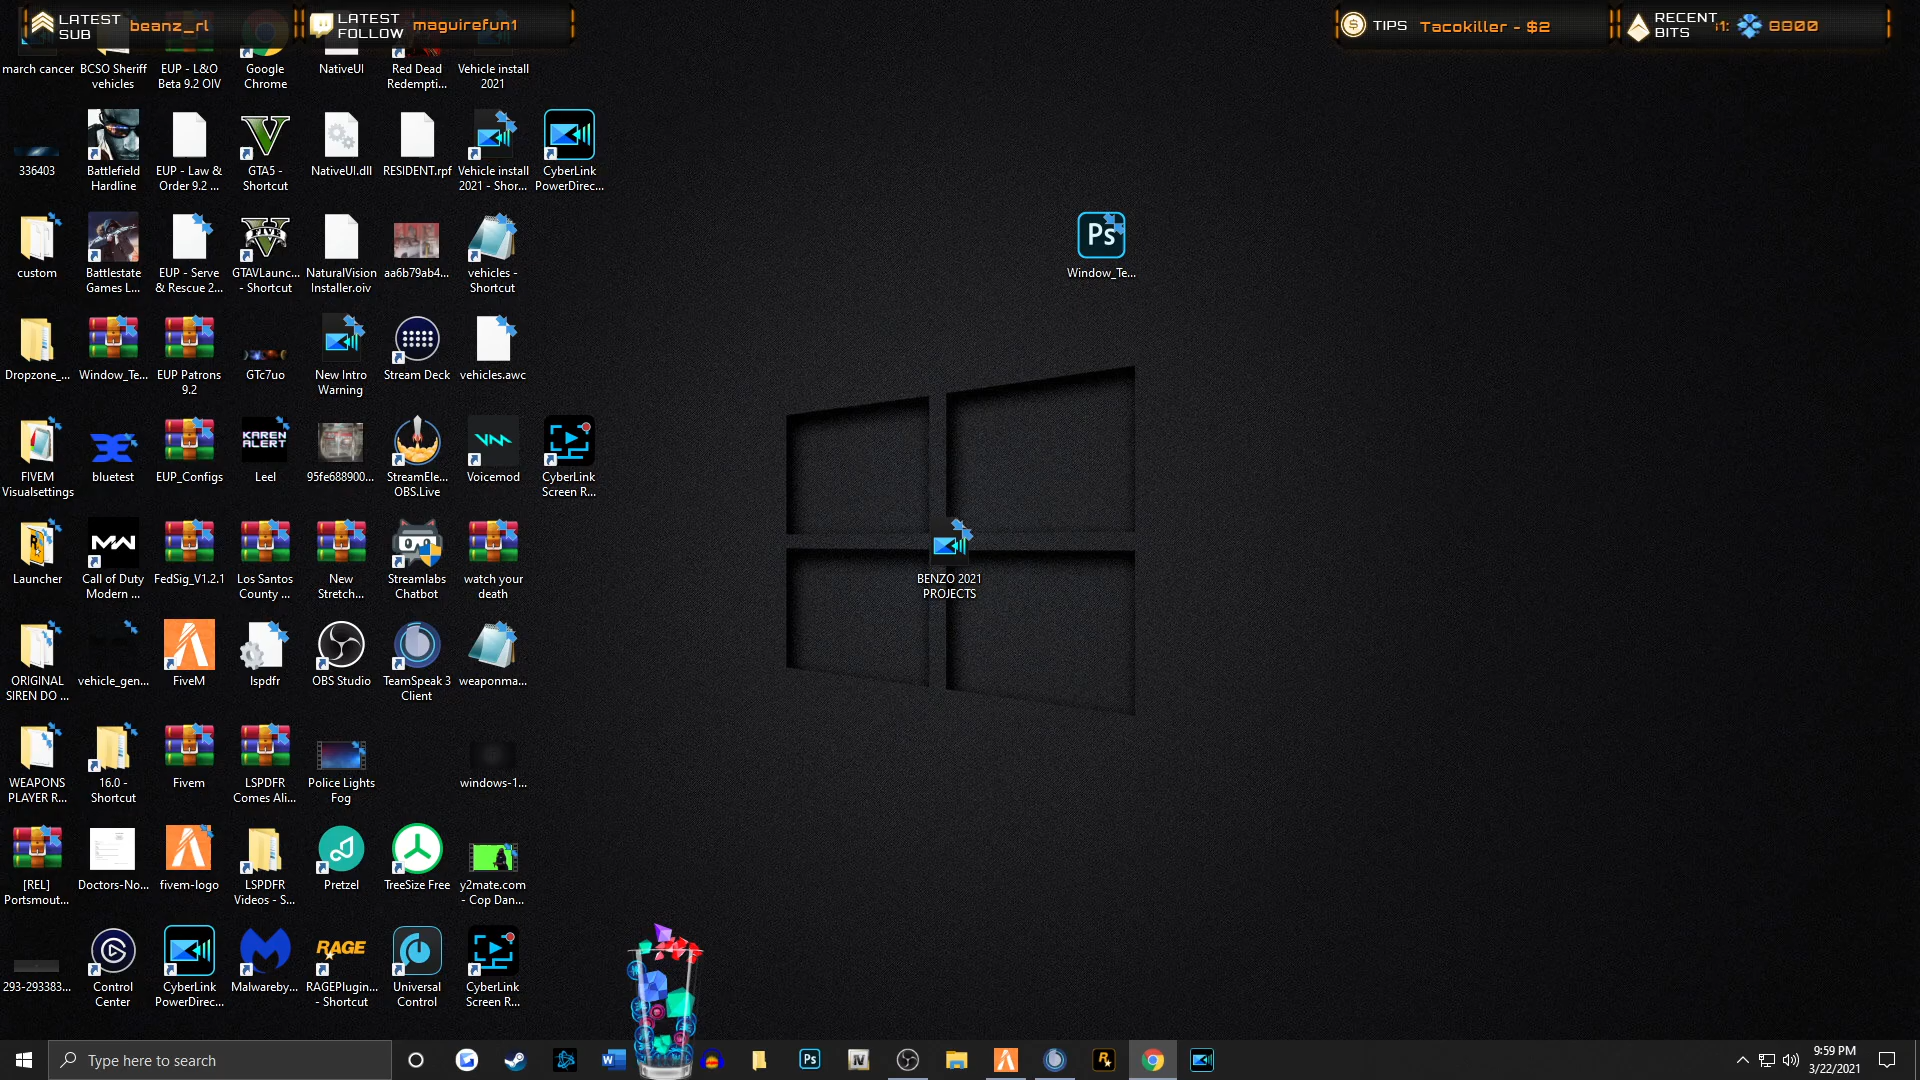 LATEST
SUB
beanz_rl
LATEST
FOLLOW
maguirefun1
TIPS
Tacokiller - $2
RECENT
BITS
1:
8800
march cancer
BCSO Sheriff
vehicles
EUP - L&O
Beta 9.2 OIV
Google
Chrome
NativeUI
Red Dead
Redempti...
Vehicle install
2021
336403
Battlefield
Hardline
EUP - Law &
Order 9.2 ...
GTA5 -
Shortcut
NativeUI.dll
RESIDENT.rpf
Vehicle install
2021 - Shor...
CyberLink
PowerDirec...
custom
Battlestate
Games L...
EUP - Serve
& Rescue 2...
FIVE
GTAVLaunc...
- Shortcut
NaturalVision
Installer.oiv
aa6b79ab4...
vehicles -
Shortcut
Ps
Window_Te...
Dropzone_...
Window_Te...
EUP Patrons
9.2
GTc7uo
New Intro
Warning
Stream Deck
vehicles.awc
FIVEM
Visualsettings
bluetest
EUP_Configs
KAREN
ALERT
Leel
95fe688900...
StreamEle...
OBS.Live
Voicemod
CyberLink
Screen R...
Launcher
MW
Call of Duty
Modern ...
FedSig_V1.2.1
Los Santos
County ...
New
Stretch...
Streamlabs
Chatbot
watch your
death
BENZO 2021
PROJECTS
ORIGINAL
SIREN DO ...
vehicle_gen...
FiveM
lspdfr
OBS Studio
TeamSpeak 3
Client
weaponma...
WEAPONS
PLAYER R...
16.0 -
Shortcut
Fivem
LSPDFR
Comes Ali...
Police Lights
Fog
windows-1...
[REL]
Portsmout...
Doctors-No...
fivem-logo
LSPDFR
Videos - S...
Pretzel
TreeSize Free
y2mate.com
- Cop Dan...
293-293383...
Control
Center
CyberLink
PowerDirec...
Malwareby...
RAGE
RAGEPlugin...
- Shortcut
Universal
Control
CyberLink
Screen R...
Type here to search
Ps
IV
9:59 PM
3/22/2021